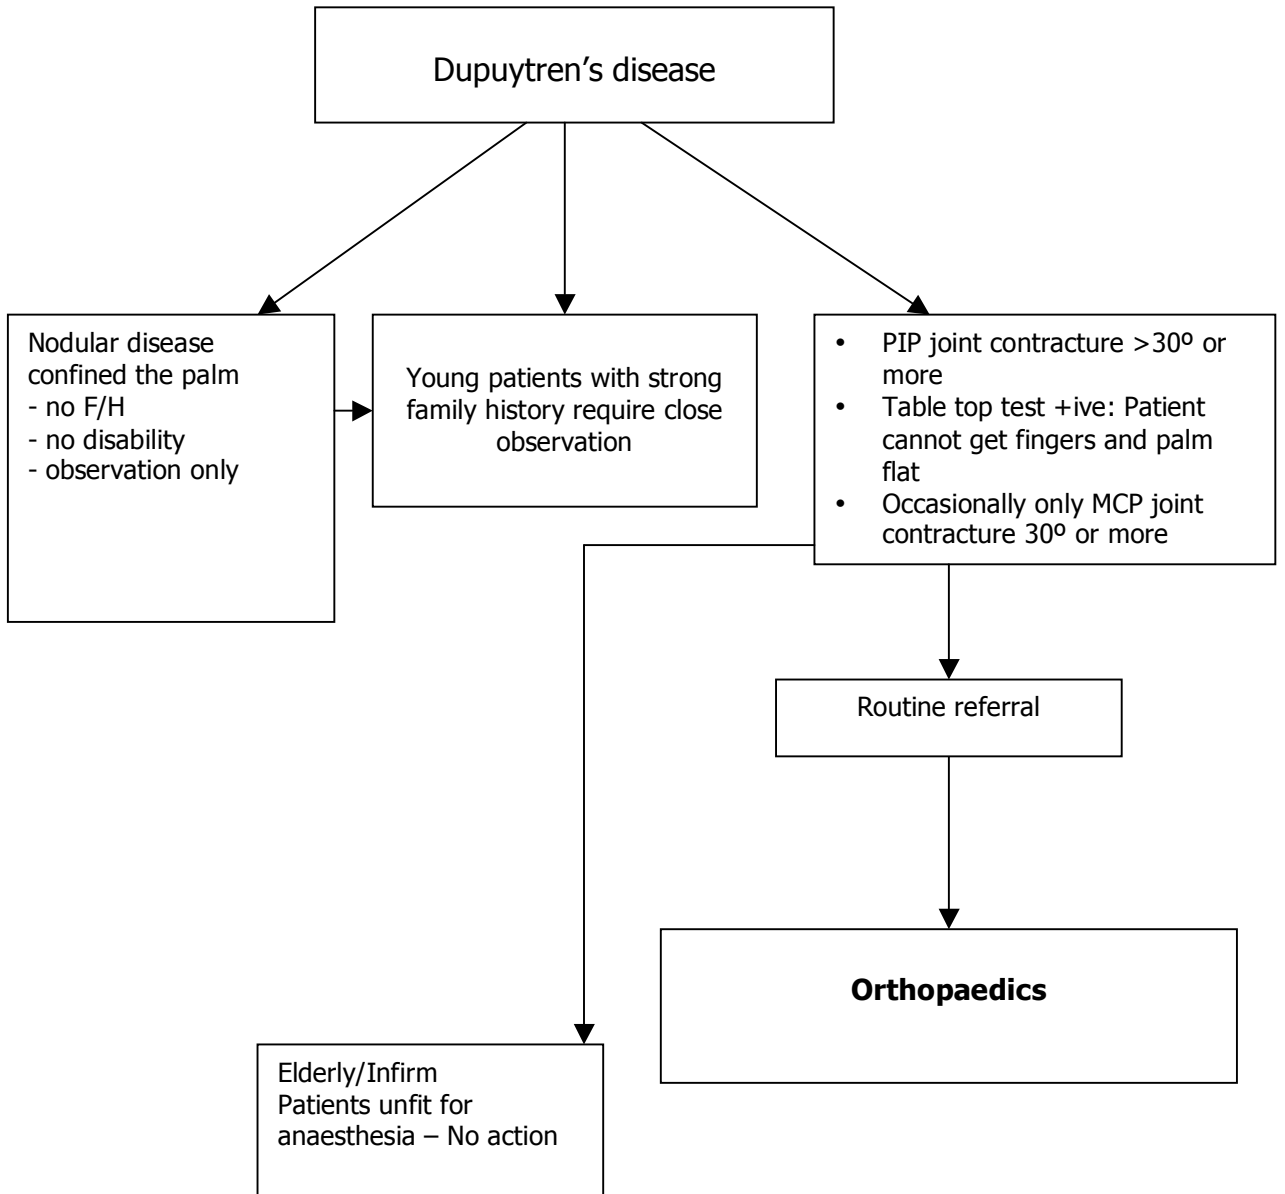 Dupuytren’s disease
Nodular disease
confined the palm
- no F/H
- no disability
- observation only
Young patients with strong
family history require close
observation
• PIP joint contracture >30º or
more
• Table top test +ive: Patient
cannot get fingers and palm
flat
• Occasionally only MCP joint
contracture 30º or more
Routine referral
Orthopaedics
Elderly/Infirm
Patients unfit for
anaesthesia – No action